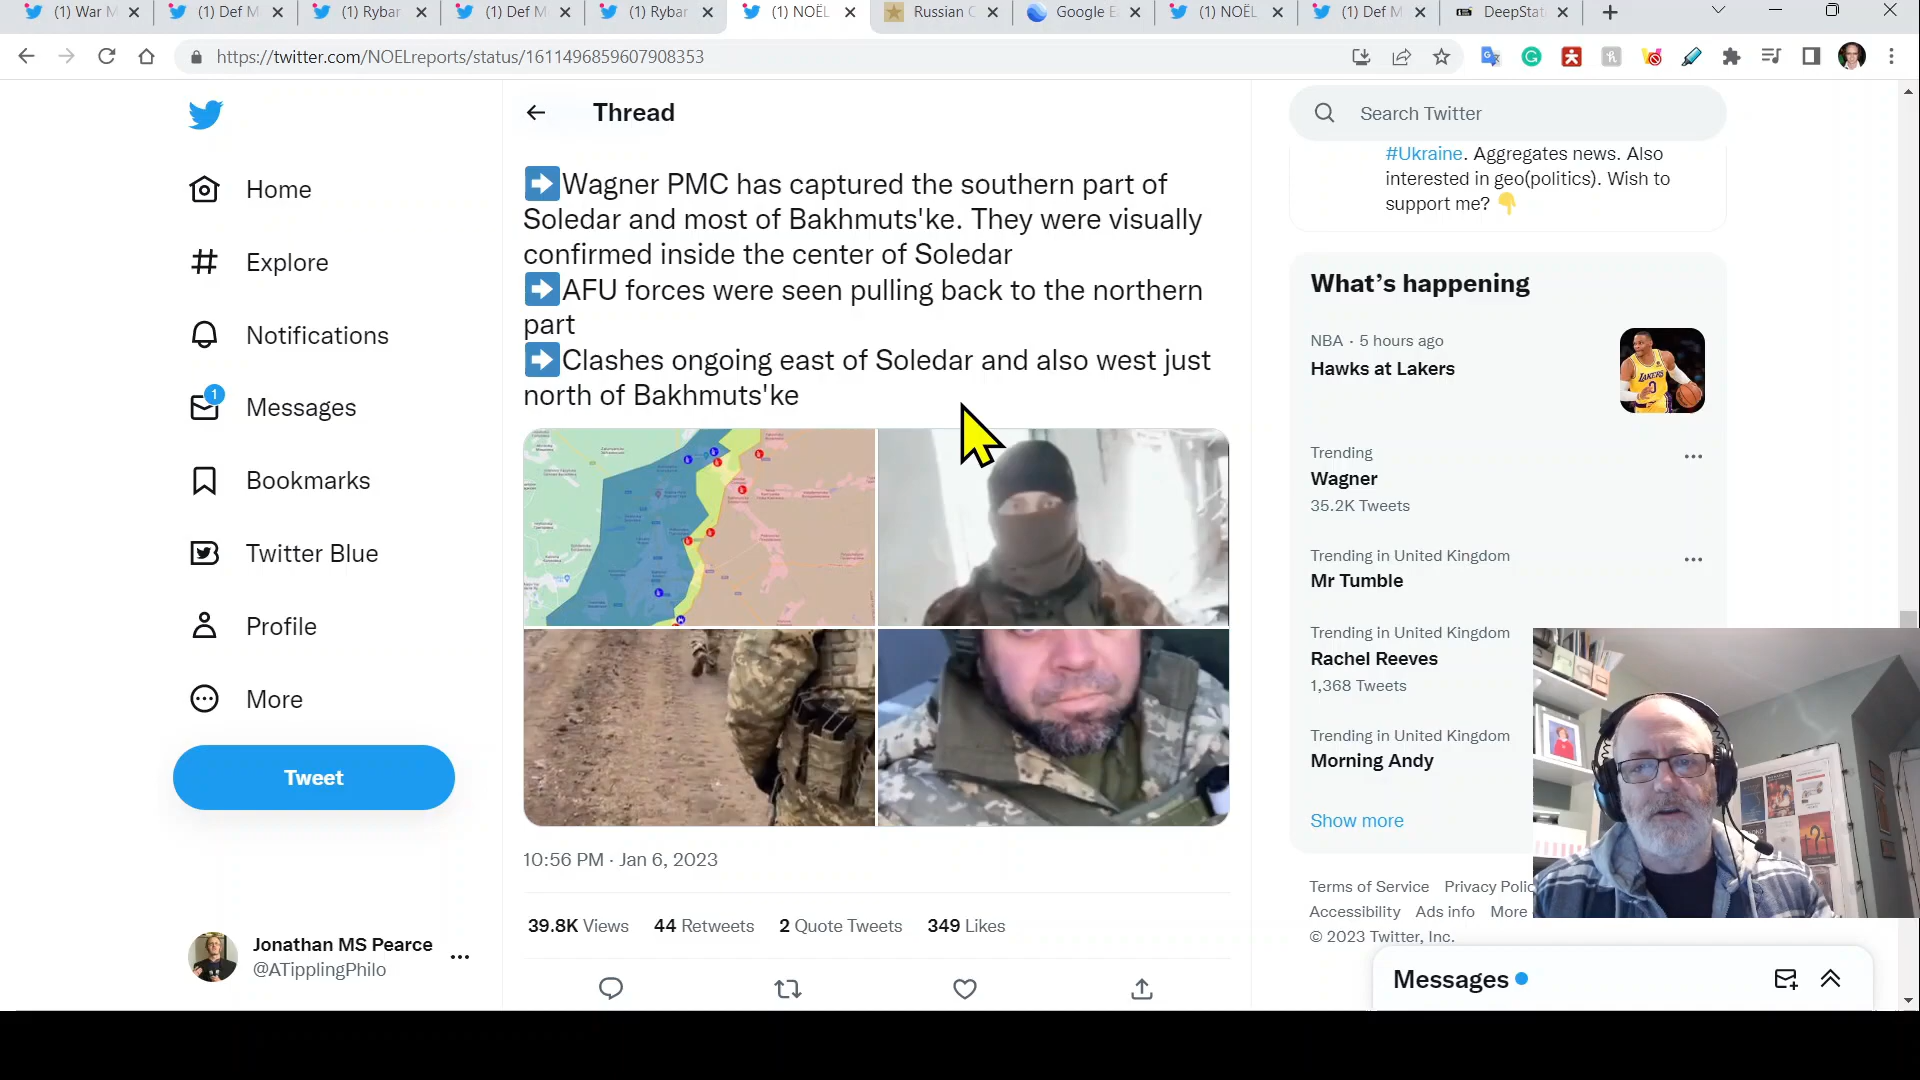 (1) War M
(1) Def M
(1) Rybar
(1) Def M
(1) Rybar
(1) NOËL
Russian C
Google E
(1) NOËL
(1) Def M
DeepStat
https://twitter.com/NOELreports/status/1611496859607908353
Home
Explore
Notifications
1
Messages
Bookmarks
Twitter Blue
Profile
More
Tweet
Jonathan MS Pearce
@ATipplingPhilo
Thread
➡️Wagner PMC has captured the southern part of
Soledar and most of Bakhmuts'ke. They were visually
confirmed inside the center of Soledar
➡️AFU forces were seen pulling back to the northern
part
➡️Clashes ongoing east of Soledar and also west just
north of Bakhmuts'ke
10:56 PM · Jan 6, 2023
39.8K Views 44 Retweets 2 Quote Tweets 349 Likes
Search Twitter
#Ukraine. Aggregates news. Also
interested in geo(politics). Wish to
support me? 👇
What's happening
NBA · 5 hours ago
Hawks at Lakers
LAKERS
0
Trending
Wagner
35.2K Tweets
Trending in United Kingdom
Mr Tumble
Trending in United Kingdom
Rachel Reeves
1,368 Tweets
Trending in United Kingdom
Morning Andy
Show more
Terms of Service Privacy Polic
Accessibility Ads info More
© 2023 Twitter, Inc.
Messages